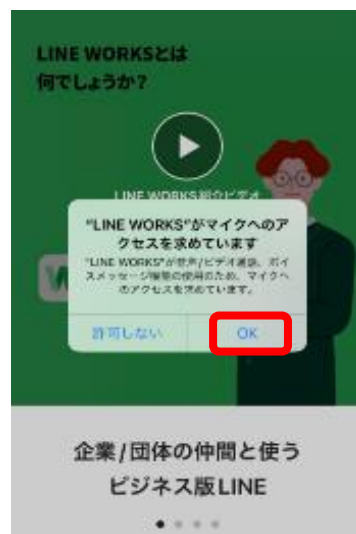 LINE WORKSとは
何でしょうか？
LINE WORKS紹介ビデオ
"LINE WORKS"がマイクへのア
クセスを求めています
"LINE WORKS"が音声/ビデオ通話、ボイ
スメッセージ機能の使用のため、マイクへ
のアクセスを求めています。
許可しない
OK
企業/団体の仲間と使う
ビジネス版LINE